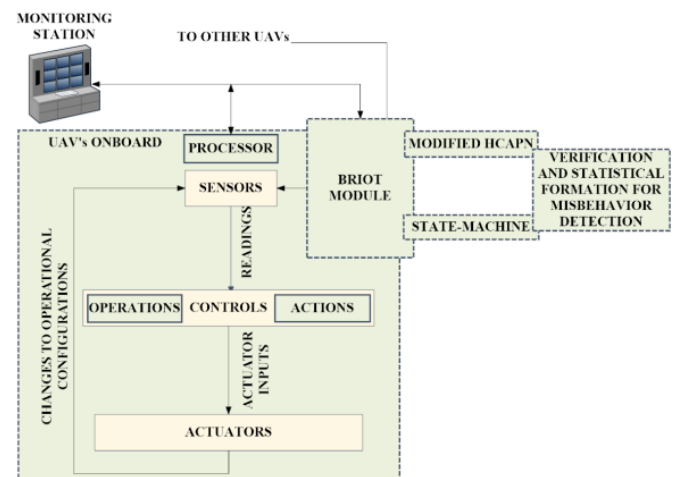 MONITORING
STATION
TO OTHER UAVs
UAV's ONBOARD
PROCESSOR
SENSORS
BRIOT
MODULE
MODIFIED HCAPN
STATE-MACHINE
VERIFICATION
AND STATISTICAL
FORMATION FOR
MISBEHAVIOR
DETECTION
READINGS
OPERATIONS
CONTROLS
ACTIONS
CHANGES TO OPERATIONAL
CONFIGURATIONS
ACTUATOR
INPUTS
ACTUATORS